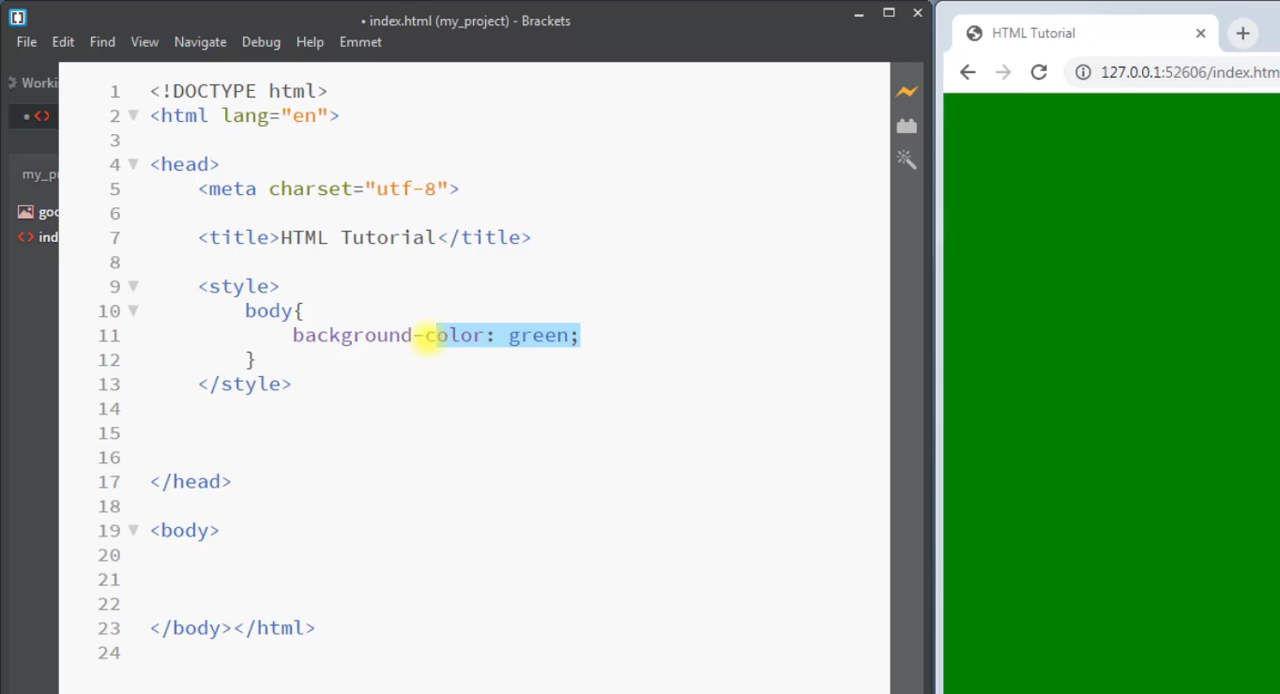 • index.html (my_project) - Brackets
File Edit Find View Navigate Debug Help Emmet
Worki
my_p
goo
ind
1 <!DOCTYPE html>
2 <html lang="en">
3
4 <head>
5 <meta charset="utf-8">
6
7 <title>HTML Tutorial</title>
8
9 <style>
10 body{
11 background-color: green;
12 }
13 </style>
14
15
16
17 </head>
18
19 <body>
20
21
22
23 </body></html>
24
HTML Tutorial
127.0.0.1:52606/index.htm